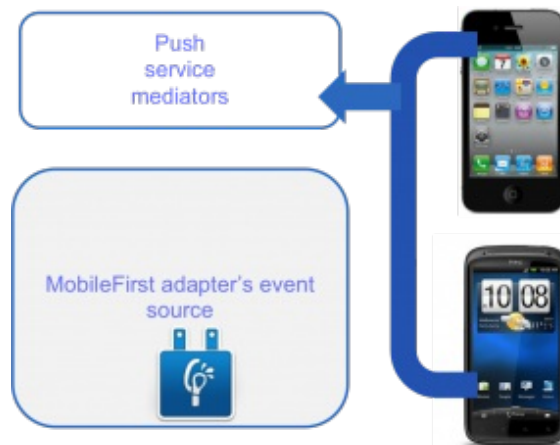 Push
service
mediators
MobileFirst adapter's event
source
10 08